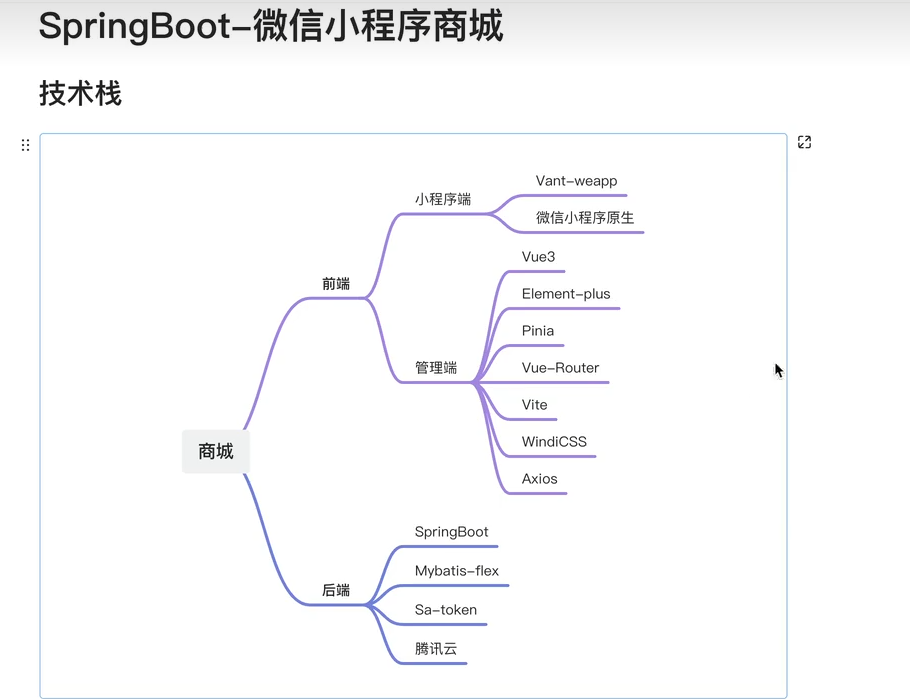 SpringBoot-微信小程序商城
技术栈
商城
前端
小程序端
Vant-weapp
微信小程序原生
管理端
Vue3
Element-plus
Pinia
Vue-Router
Vite
WindiCSS
Axios
后端
SpringBoot
Mybatis-flex
Sa-token
腾讯云